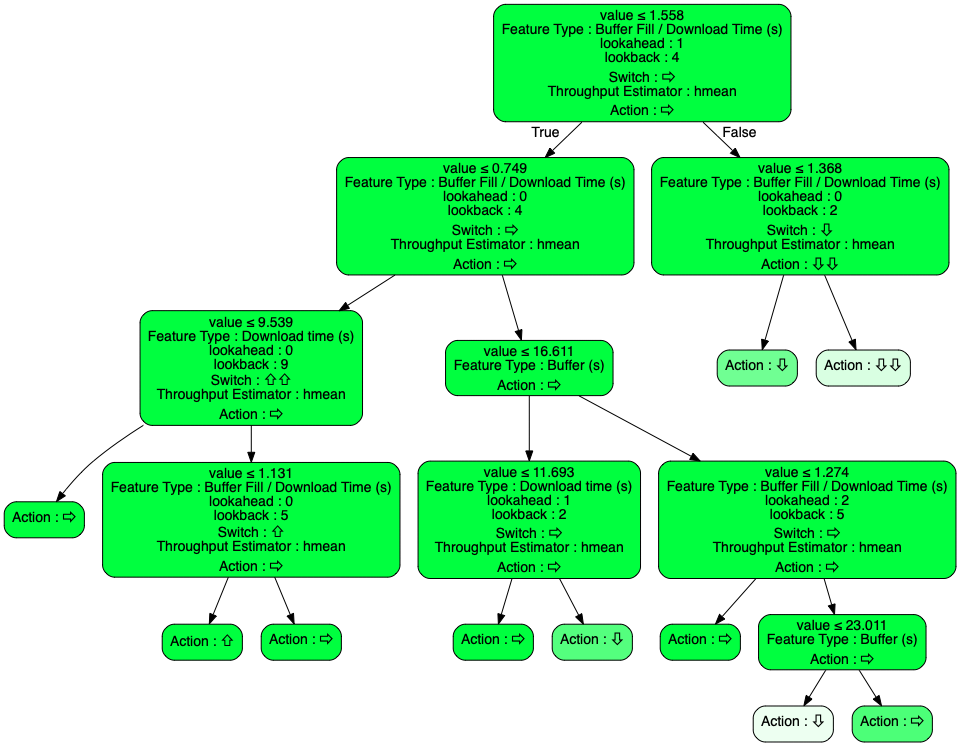 value ≤ 1.558
Feature Type : Buffer Fill / Download Time (s)
lookahead : 1
lookback : 4
Switch : ⇨
Throughput Estimator : hmean
Action : ⇨
True
False
value ≤ 0.749
Feature Type : Buffer Fill / Download Time (s)
lookahead : 0
lookback : 4
Switch : ⇨
Throughput Estimator : hmean
Action : ⇨
value ≤ 1.368
Feature Type : Buffer Fill / Download Time (s)
lookahead : 0
lookback : 2
Switch : ⇩
Throughput Estimator : hmean
Action : ⇩⇩
value ≤ 9.539
Feature Type : Download time (s)
lookahead : 0
lookback : 9
Switch : ⇧⇧
Throughput Estimator : hmean
Action : ⇨
value ≤ 16.611
Feature Type : Buffer (s)
Action : ⇨
Action : ⇩
Action : ⇩⇩
Action : ⇨
value ≤ 1.131
Feature Type : Buffer Fill / Download Time (s)
lookahead : 0
lookback : 5
Switch : ⇧
Throughput Estimator : hmean
Action : ⇨
value ≤ 11.693
Feature Type : Download time (s)
lookahead : 1
lookback : 2
Switch : ⇨
Throughput Estimator : hmean
Action : ⇨
value ≤ 1.274
Feature Type : Buffer Fill / Download Time (s)
lookahead : 2
lookback : 5
Switch : ⇨
Throughput Estimator : hmean
Action : ⇨
Action : ⇧
Action : ⇨
Action : ⇨
Action : ⇩
Action : ⇨
value ≤ 23.011
Feature Type : Buffer (s)
Action : ⇨
Action : ⇩
Action : ⇨